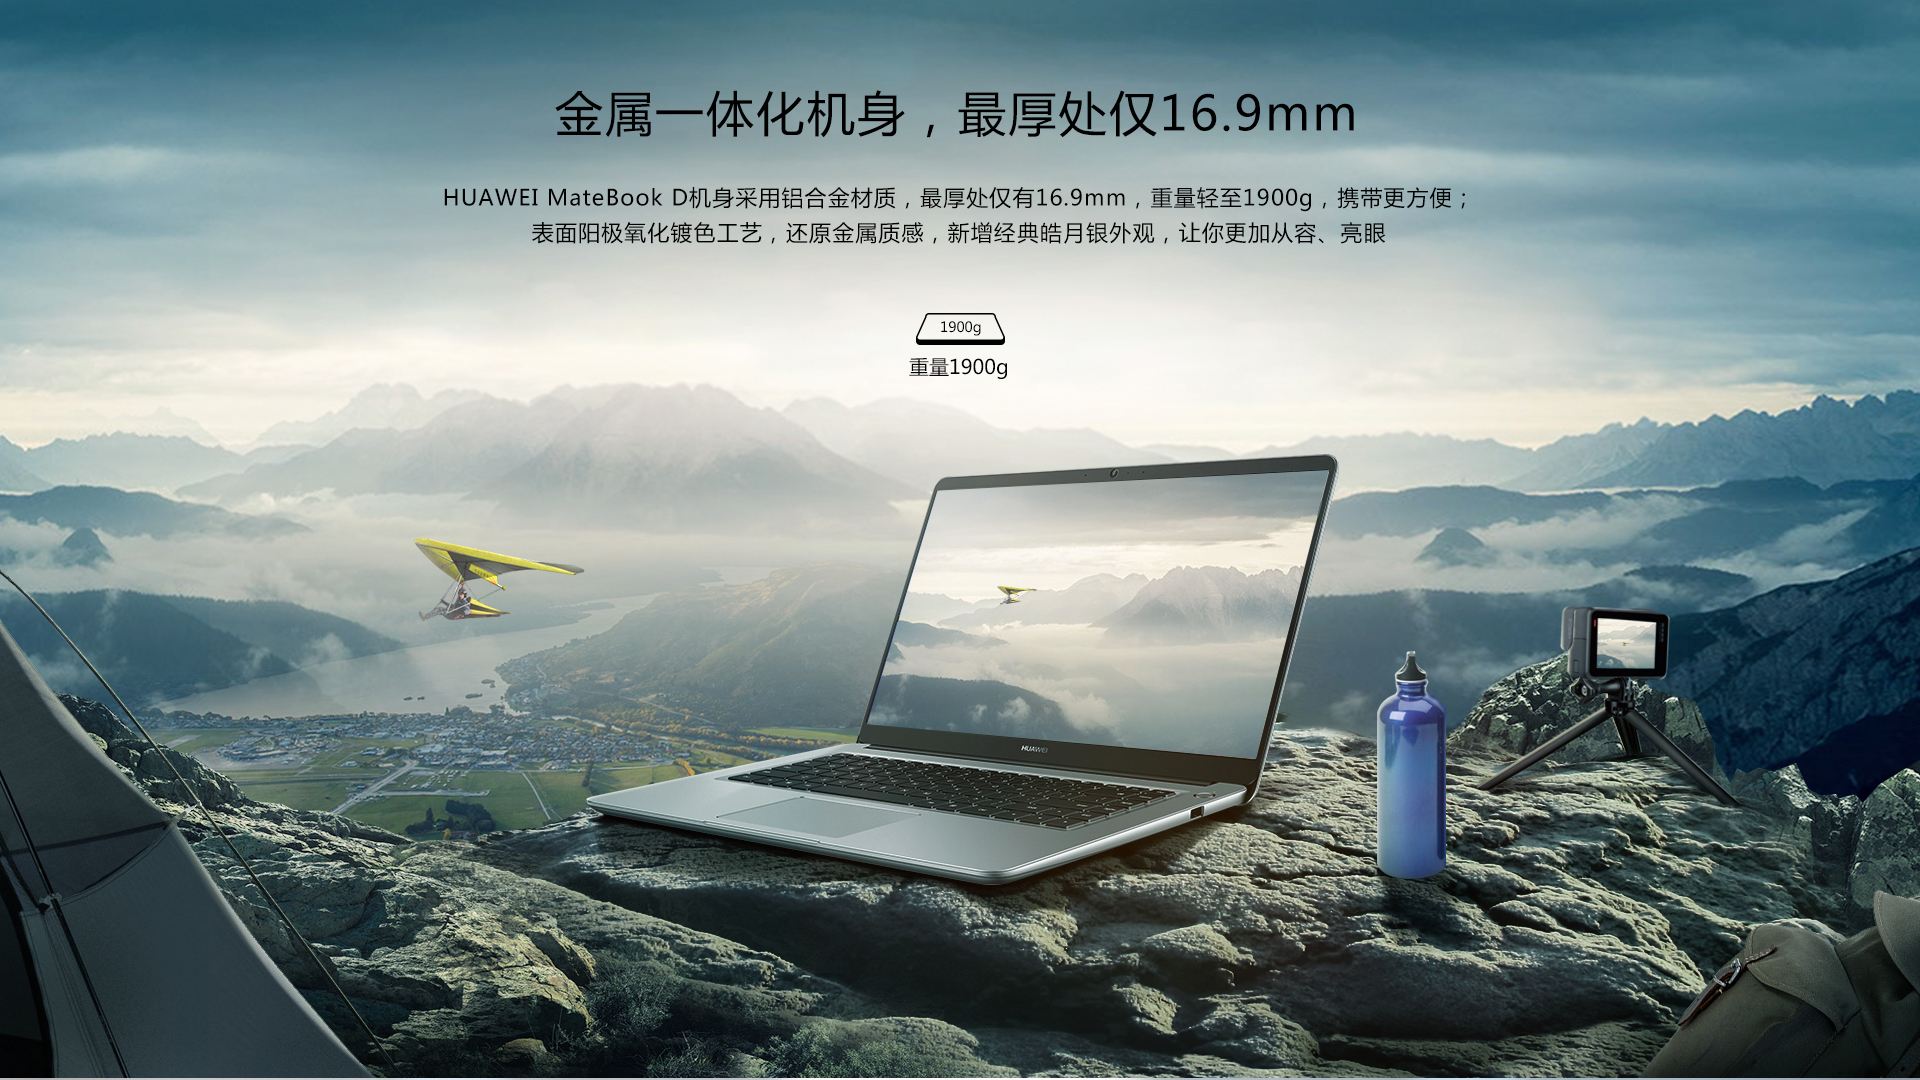 金属一体化机身，最厚处仅16.9mm
HUAWEI MateBook D机身采用铝合金材质，最厚处仅有16.9mm，重量轻至1900g，携带更方便；
表面阳极氧化镀色工艺，还原金属质感，新增经典皓月银外观，让你更加从容、亮眼
1900g
重量1900g
HUAWEI